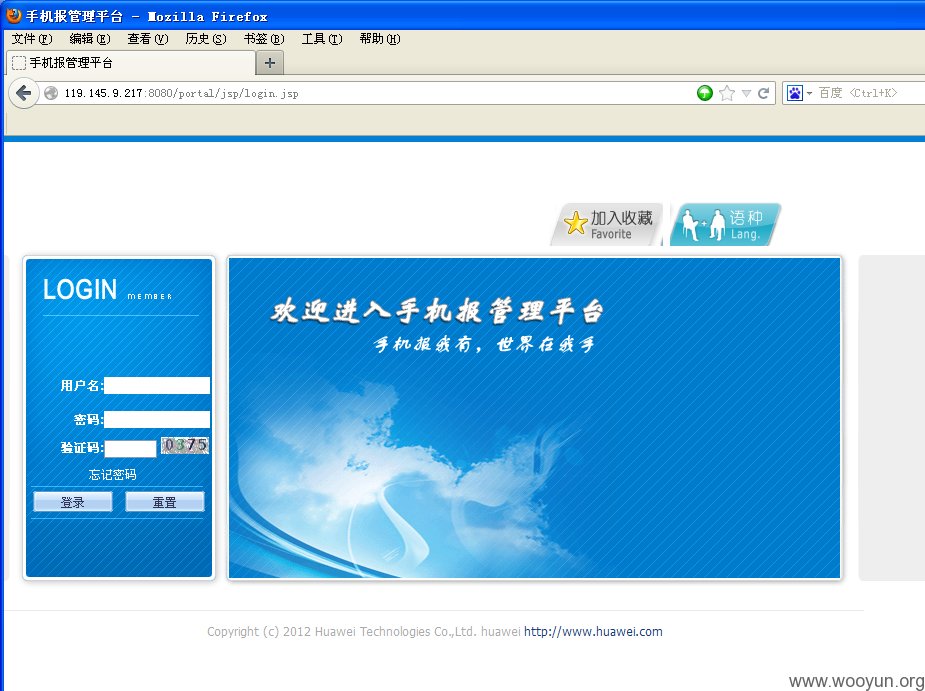 手机报管理平台 - Mozilla Firefox
文件(F) 编辑(E) 查看(V) 历史(S) 书签(B) 工具(T) 帮助(H)
手机报管理平台
119.145.9.217:8080/portal/jsp/login.jsp 百度 <Ctrl+K>
加入收藏 语种
Favorite Lang.
LOGIN MEMBER
欢迎进入手机报管理平台
手机报我有，世界在我手
用户名:
密码:
验证码: 0375
忘记密码
登录 重置
Copyright (c) 2012 Huawei Technologies Co.,Ltd. huawei http://www.huawei.com
www.wooyun.org